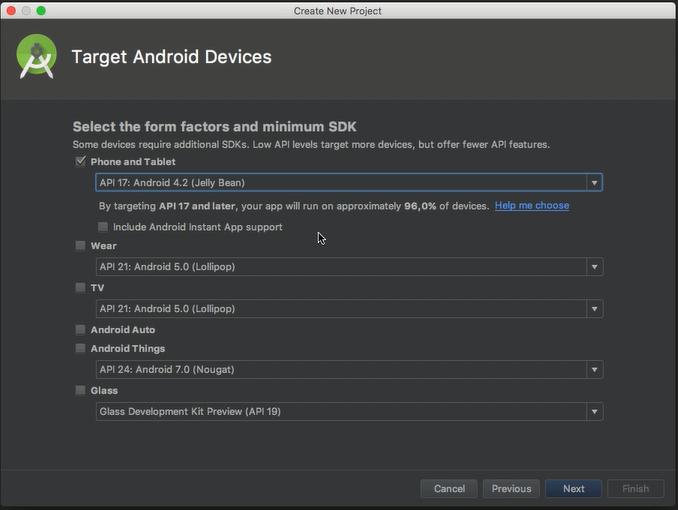 Create New Project
Target Android Devices
Select the form factors and minimum SDK
Some devices require additional SDKs. Low API levels target more devices, but offer fewer API features.
Phone and Tablet
API 17: Android 4.2 (Jelly Bean)
By targeting API 17 and later, your app will run on approximately 96,0% of devices. Help me choose
Include Android Instant App support
Wear
API 21: Android 5.0 (Lollipop)
TV
API 21: Android 5.0 (Lollipop)
Android Auto
Android Things
API 24: Android 7.0 (Nougat)
Glass
Glass Development Kit Preview (API 19)
Cancel Previous Next Finish